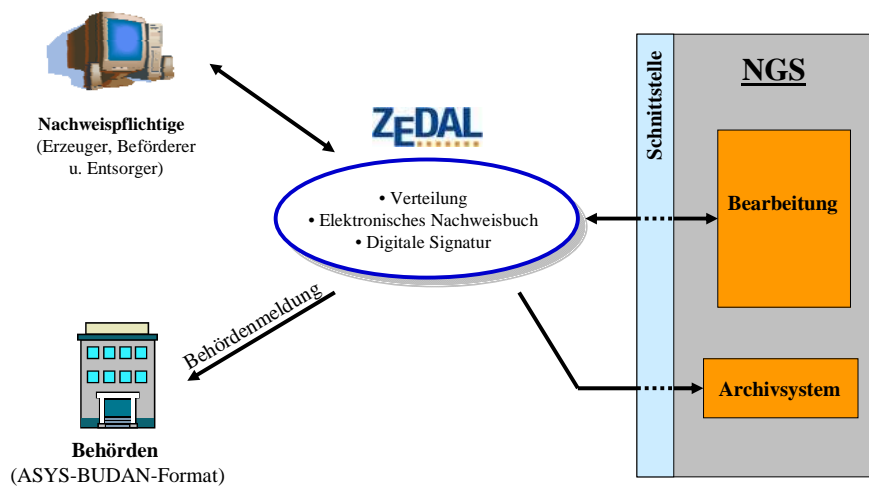 Nachweispflichtige
(Erzeuger, Beförderer
u. Entsorger)
ZEDAL
• Verteilung
• Elektronisches Nachweisbuch
• Digitale Signatur
Behördenmeldung
Behörden
(ASYS-BUDAN-Format)
Schnittstelle
NGS
Bearbeitung
Archivsystem